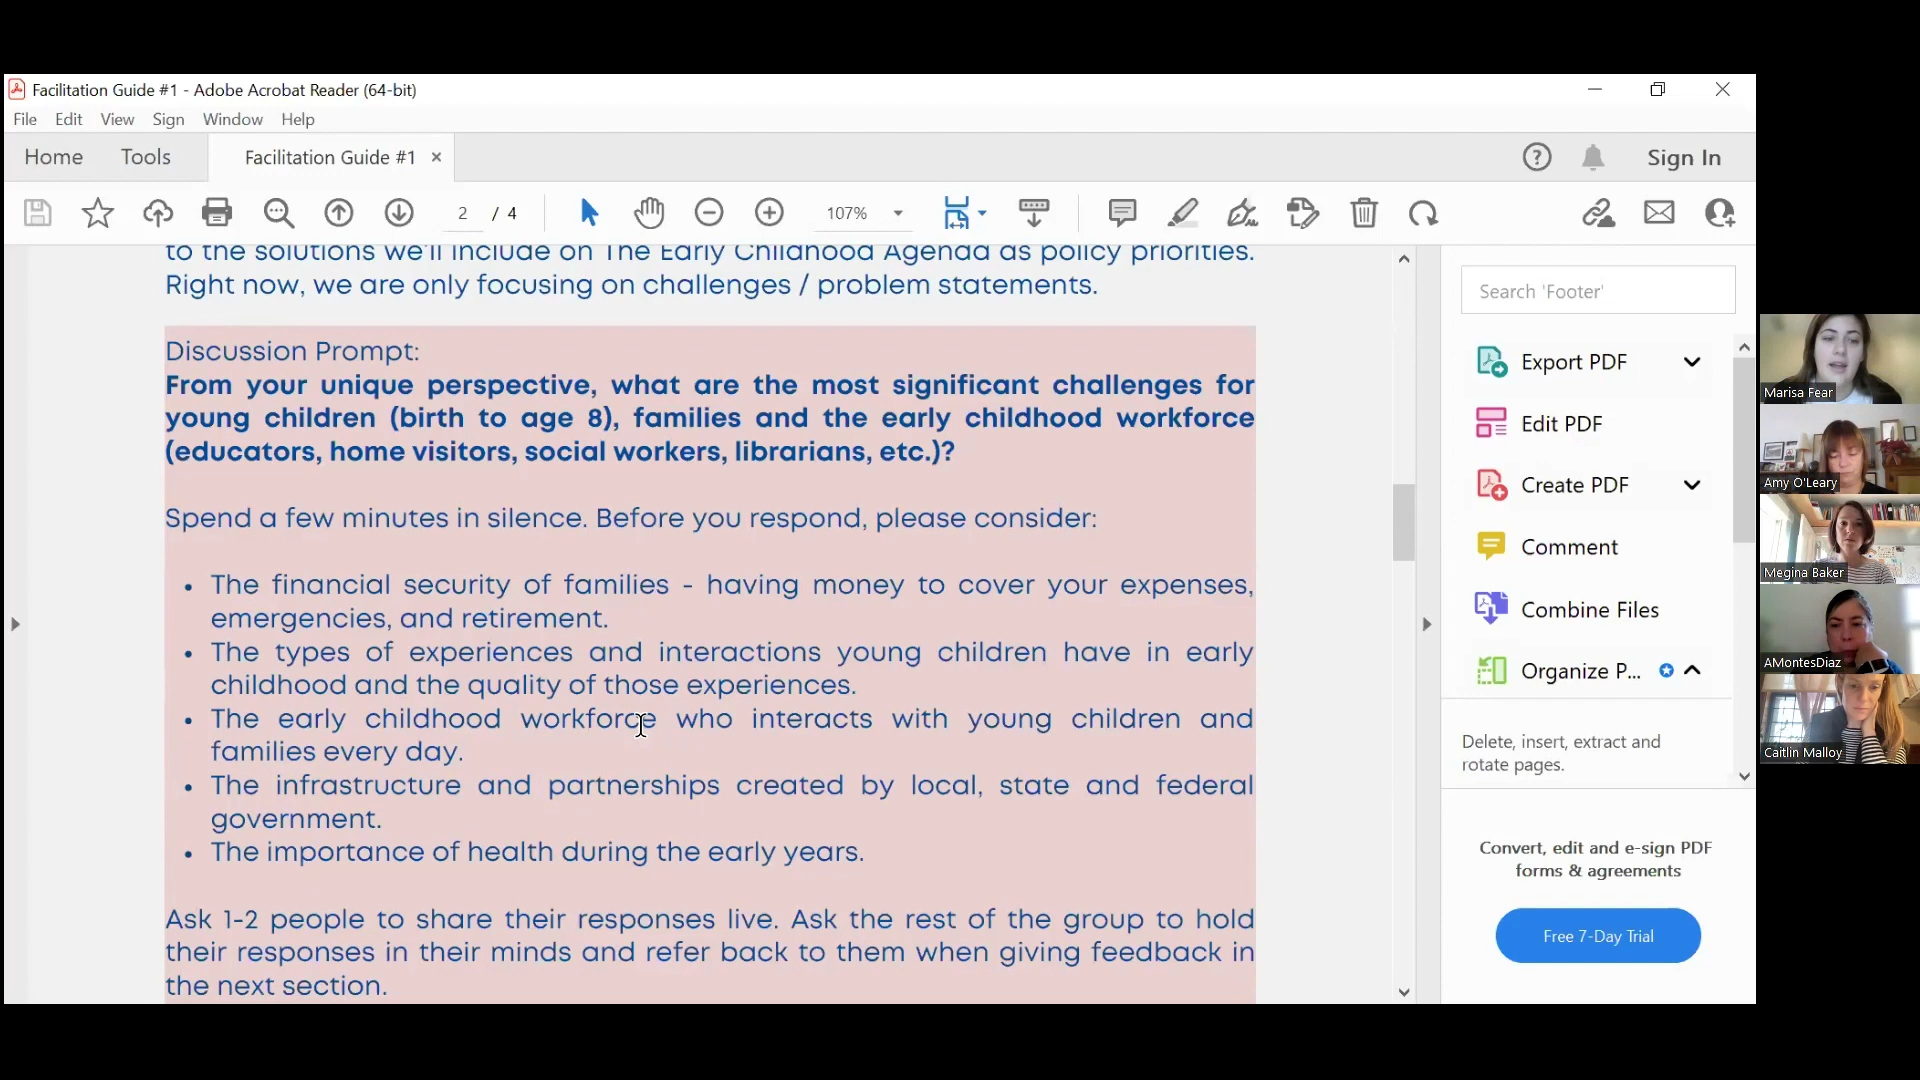 Facilitation Guide #1 - Adobe Acrobat Reader (64-bit)
File Edit View Sign Window Help
Home Tools Facilitation Guide #1 × Sign In
2 / 4 107%
to the solutions we'll include on The Early Childhood Agenda as policy priorities.
Right now, we are only focusing on challenges / problem statements.
Discussion Prompt:
From your unique perspective, what are the most significant challenges for
young children (birth to age 8), families and the early childhood workforce
(educators, home visitors, social workers, librarians, etc.)?
Spend a few minutes in silence. Before you respond, please consider:
• The financial security of families - having money to cover your expenses,
emergencies, and retirement.
• The types of experiences and interactions young children have in early
childhood and the quality of those experiences.
• The early childhood workforce who interacts with young children and
families every day.
• The infrastructure and partnerships created by local, state and federal
government.
• The importance of health during the early years.
Ask 1-2 people to share their responses live. Ask the rest of the group to hold
their responses in their minds and refer back to them when giving feedback in
the next section.
Search 'Footer'
Export PDF
Edit PDF
Create PDF
Comment
Combine Files
Organize P...
Delete, insert, extract and
rotate pages.
Convert, edit and e-sign PDF
forms & agreements
Free 7-Day Trial
Marisa Fear
Amy O'Leary
Megina Baker
AMontesDiaz
Caitlin Malloy